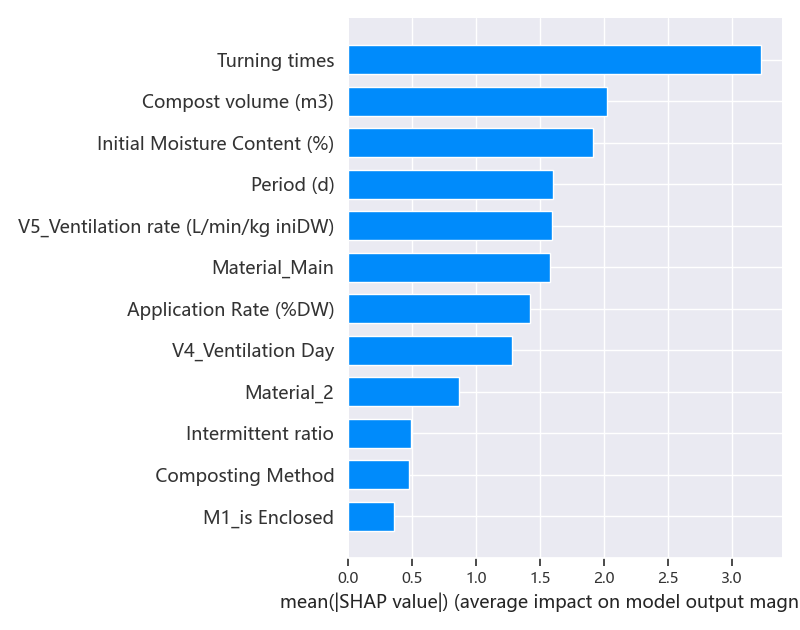 Turning times
Compost volume (m3)
Initial Moisture Content (%)
Period (d)
V5_Ventilation rate (L/min/kg iniDW)
Material_Main
Application Rate (%DW)
V4_Ventilation Day
Material_2
Intermittent ratio
Composting Method
M1_is Enclosed
0.0 0.5 1.0 1.5 2.0 2.5 3.0
mean(|SHAP value|) (average impact on model output magn